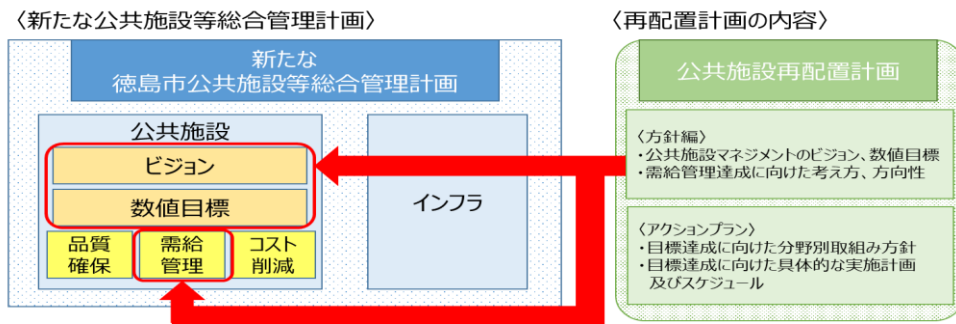 〈新たな公共施設等総合管理計画〉
新たな
徳島市公共施設等総合管理計画
公共施設
ビジョン
数値目標
品質
確保
需給
管理
コスト
削減
インフラ
〈再配置計画の内容〉
公共施設再配置計画
〈方針編〉
・公共施設マネジメントのビジョン、数値目標
・需給管理達成に向けた考え方、方向性
〈アクションプラン〉
・目標達成に向けた分野別取組み方針
・目標達成に向けた具体的な実施計画
及びスケジュール